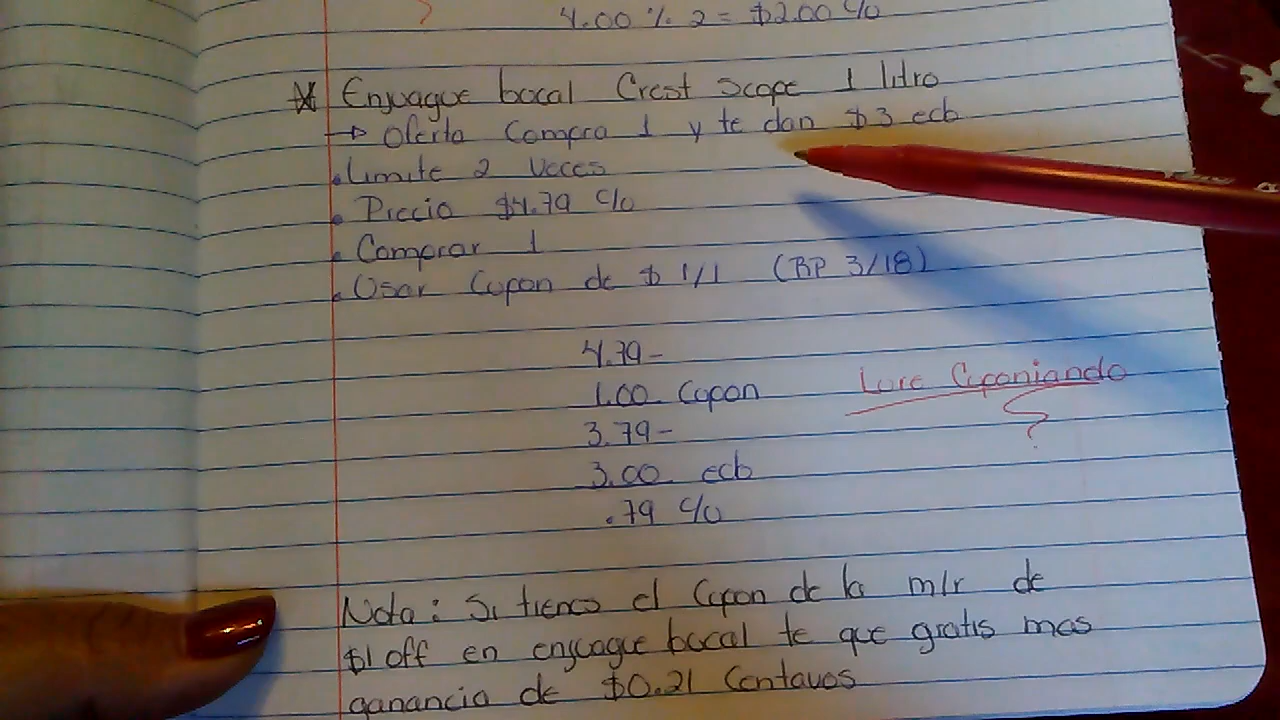 4.00 % 2 = $2.00 c/o
Enjuague bocal Crest Scope 1 litro
→ Oferta Compra 1 y te dan $3 ecb
• Limite 2 Veces
• Precio $4.79 c/o
• Comprar 1
• Usar Cupon de $1/1 (BP 3/18)
4.79-
1.00 Cupon
3.79-
3.00 ecb
.79 c/o
Luce Cuponiando
Nota: Si tienes el Cupon de la m/r de
$1 off en enjuague bucal te que gratis mas
ganancia de $0.21 Centavos